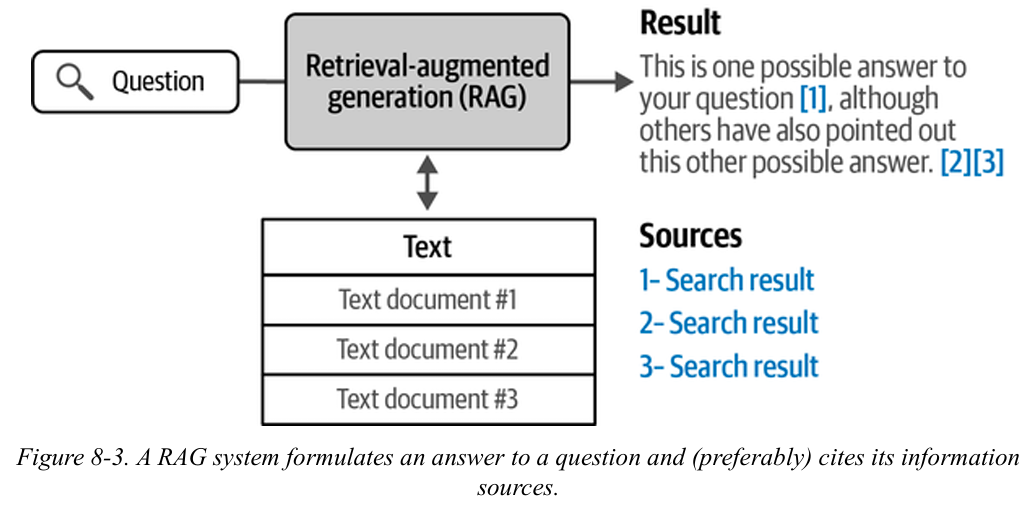 Question
Retrieval-augmented
generation (RAG)
Result
This is one possible answer to
your question [1], although
others have also pointed out
this other possible answer. [2][3]
Text
Text document #1
Text document #2
Text document #3
Sources
1- Search result
2- Search result
3- Search result
Figure 8-3. A RAG system formulates an answer to a question and (preferably) cites its information
sources.